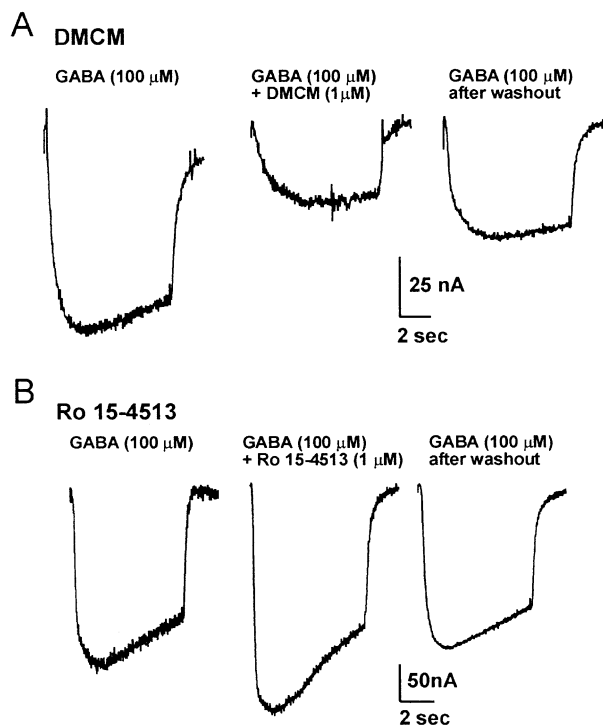 A
DMCM
GABA (100 µM)
GABA (100 µM)
+ DMCM (1µM)
GABA (100 µM)
after washout
25 nA
2 sec
B
Ro 15-4513
GABA (100 µM)
GABA (100 µM)
+ Ro 15-4513 (1 µM)
GABA (100 µM)
after washout
50nA
2 sec